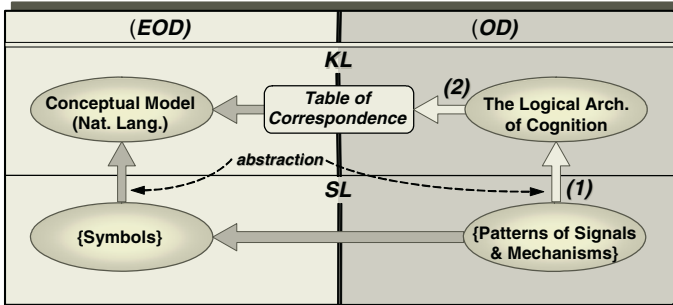 (EOD)
(OD)
KL
Conceptual Model
(Nat. Lang.)
Table of
Correspondence
(2)
The Logical Arch.
of Cognition
abstraction
(1)
SL
{Symbols}
{Patterns of Signals
& Mechanisms}